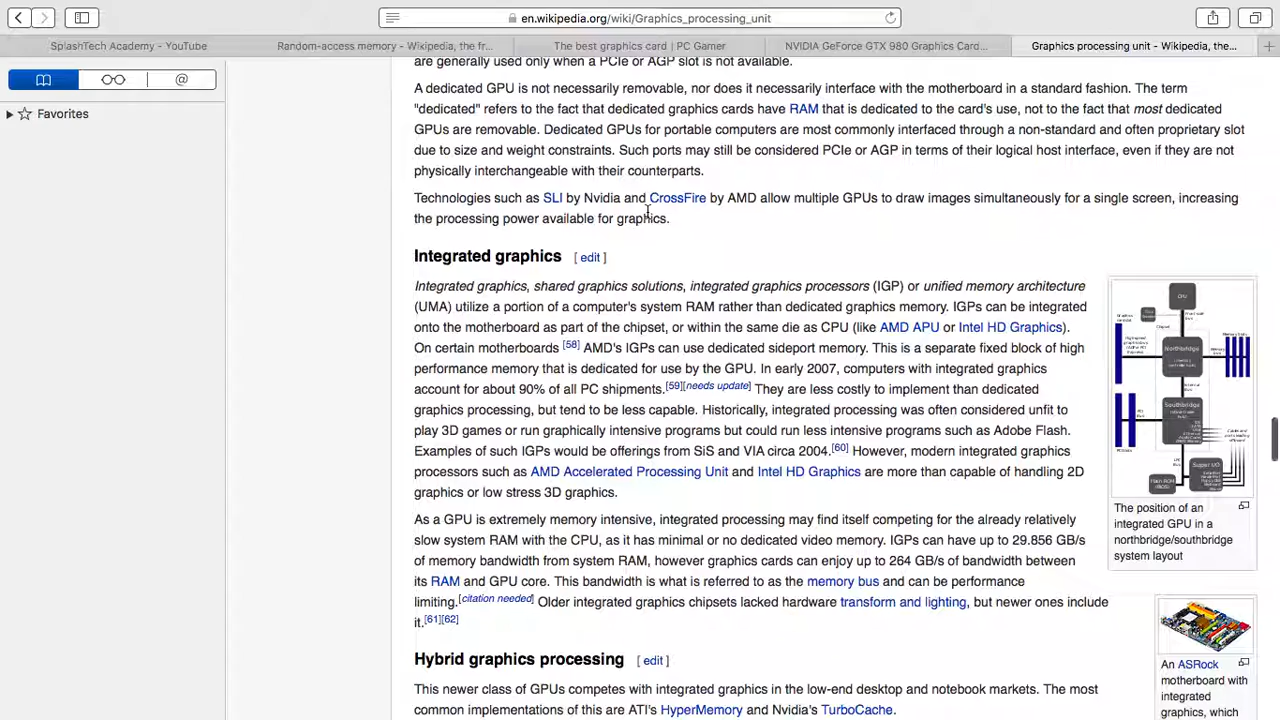 en.wikipedia.org/wiki/Graphics_processing_unit
SplashTech Academy - YouTube
Random-access memory - Wikipedia, the fr...
The best graphics card | PC Gamer
NVIDIA GeForce GTX 980 Graphics Card...
Graphics processing unit - Wikipedia, the...
Favorites
are generally used only when a PCIe or AGP slot is not available.
A dedicated GPU is not necessarily removable, nor does it necessarily interface with the motherboard in a standard fashion. The term
"dedicated" refers to the fact that dedicated graphics cards have RAM that is dedicated to the card's use, not to the fact that most dedicated
GPUs are removable. Dedicated GPUs for portable computers are most commonly interfaced through a non-standard and often proprietary slot
due to size and weight constraints. Such ports may still be considered PCIe or AGP in terms of their logical host interface, even if they are not
physically interchangeable with their counterparts.
Technologies such as SLI by Nvidia and CrossFire by AMD allow multiple GPUs to draw images simultaneously for a single screen, increasing
the processing power available for graphics.
Integrated graphics [ edit ]
Integrated graphics, shared graphics solutions, integrated graphics processors (IGP) or unified memory architecture
(UMA) utilize a portion of a computer's system RAM rather than dedicated graphics memory. IGPs can be integrated
onto the motherboard as part of the chipset, or within the same die as CPU (like AMD APU or Intel HD Graphics).
On certain motherboards [58] AMD's IGPs can use dedicated sideport memory. This is a separate fixed block of high
performance memory that is dedicated for use by the GPU. In early 2007, computers with integrated graphics
account for about 90% of all PC shipments.[59][needs update] They are less costly to implement than dedicated
graphics processing, but tend to be less capable. Historically, integrated processing was often considered unfit to
play 3D games or run graphically intensive programs but could run less intensive programs such as Adobe Flash.
Examples of such IGPs would be offerings from SiS and VIA circa 2004.[60] However, modern integrated graphics
processors such as AMD Accelerated Processing Unit and Intel HD Graphics are more than capable of handling 2D
graphics or low stress 3D graphics.
As a GPU is extremely memory intensive, integrated processing may find itself competing for the already relatively
slow system RAM with the CPU, as it has minimal or no dedicated video memory. IGPs can have up to 29.856 GB/s
of memory bandwidth from system RAM, however graphics cards can enjoy up to 264 GB/s of bandwidth between
its RAM and GPU core. This bandwidth is what is referred to as the memory bus and can be performance
limiting.[citation needed] Older integrated graphics chipsets lacked hardware transform and lighting, but newer ones include
it.[61][62]
Hybrid graphics processing [ edit ]
This newer class of GPUs competes with integrated graphics in the low-end desktop and notebook markets. The most
common implementations of this are ATI's HyperMemory and Nvidia's TurboCache.
CPU
Northbridge
Southbridge
The position of an
integrated GPU in a
northbridge/southbridge
system layout
An ASRock
motherboard with
integrated
graphics, which